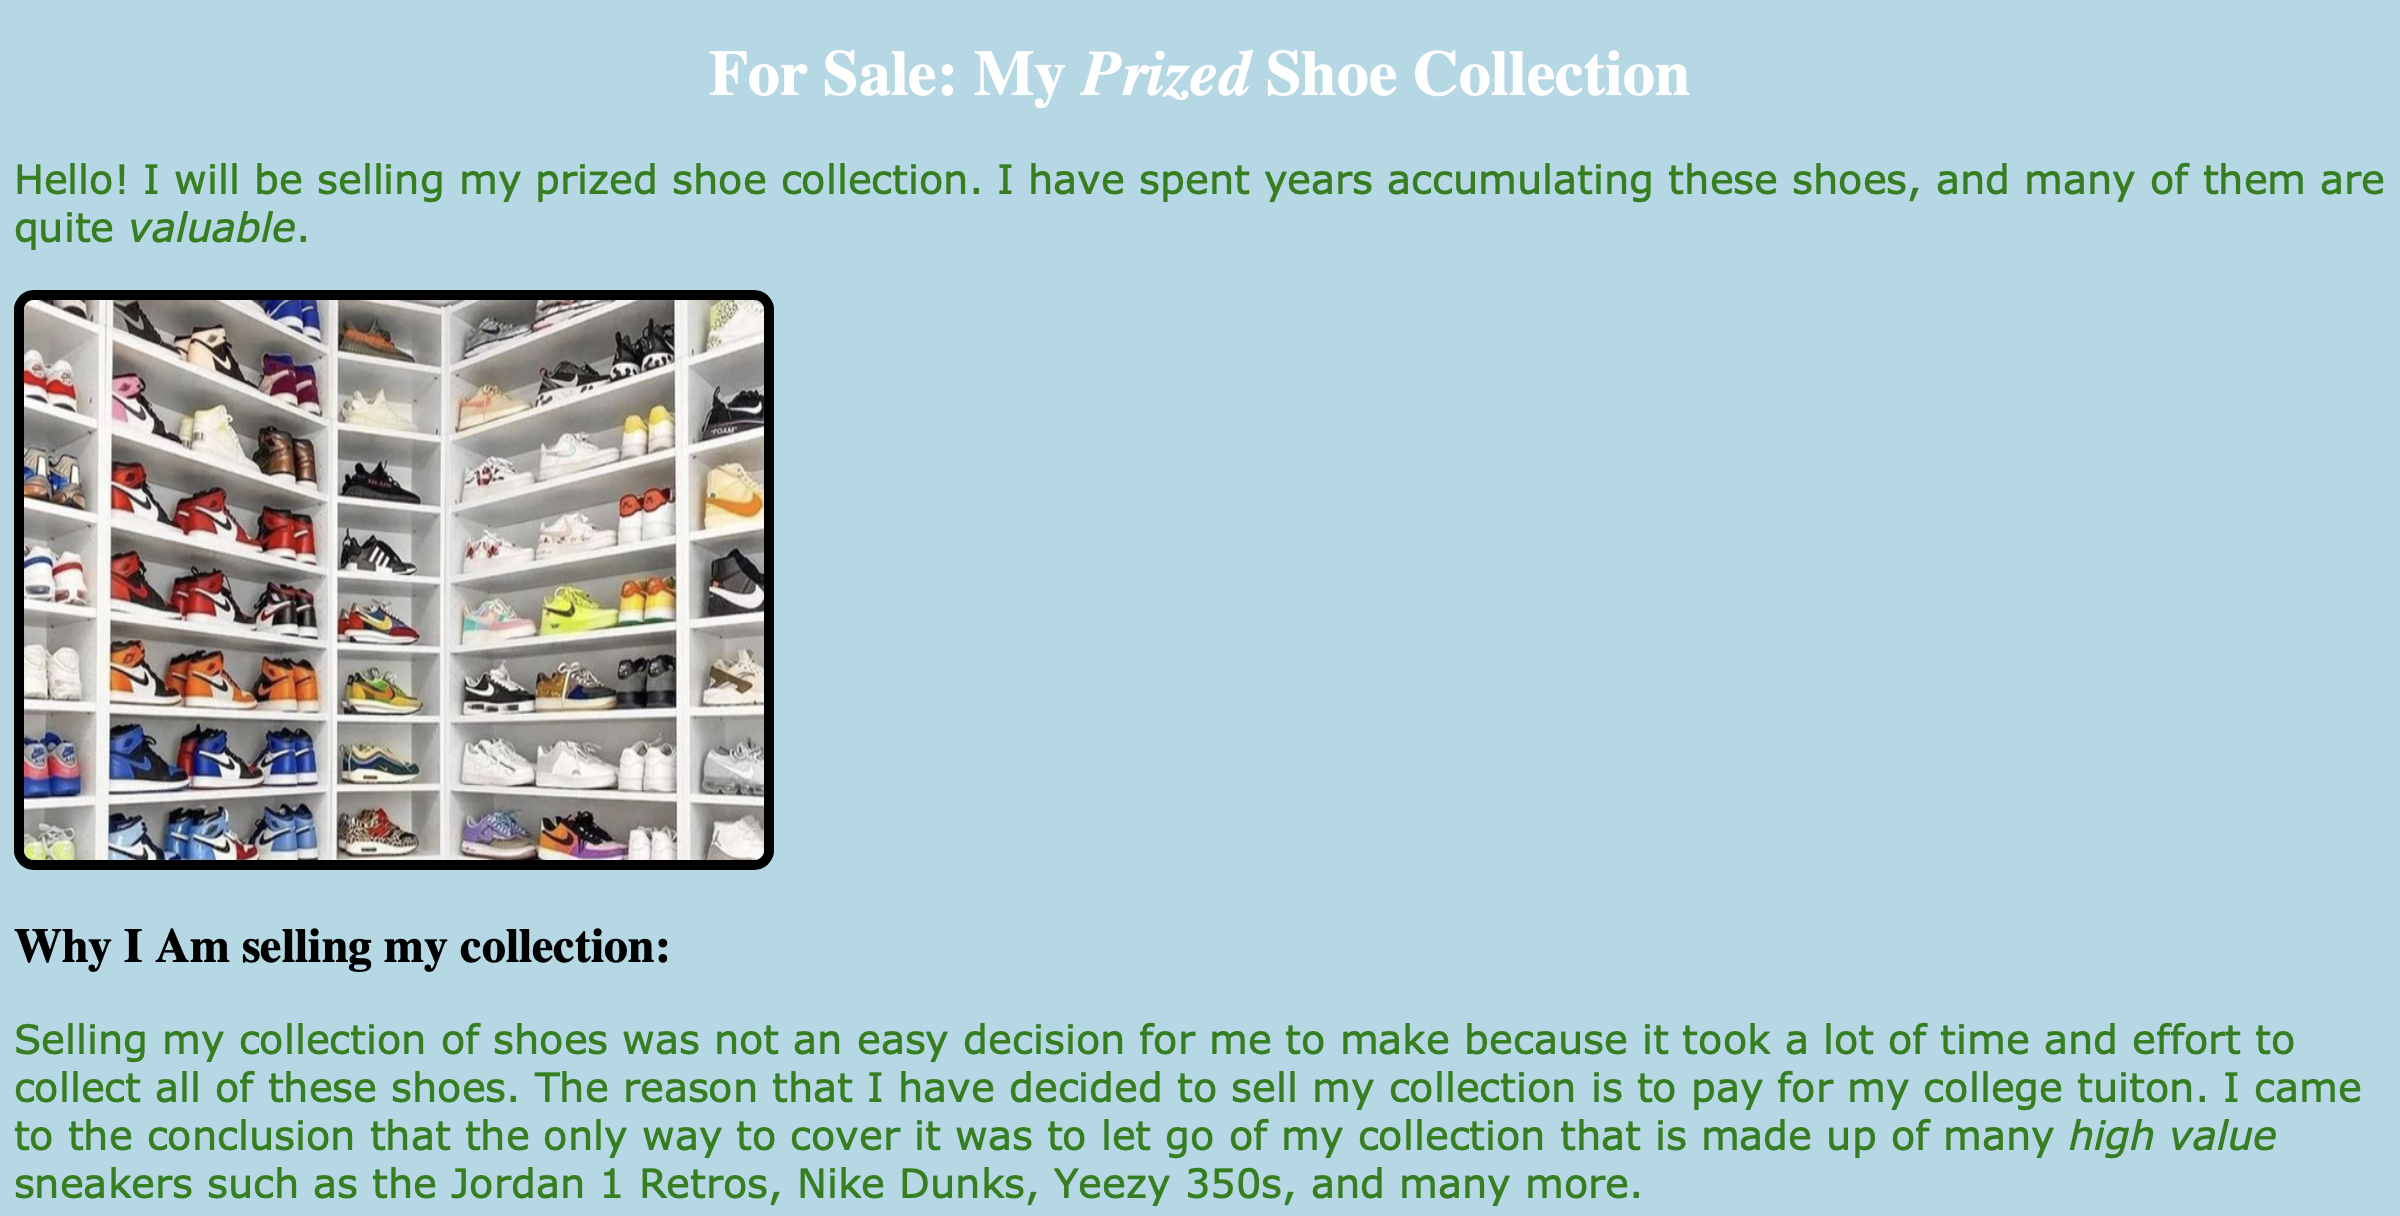 For Sale: My Prized Shoe Collection
Hello! I will be selling my prized shoe collection. I have spent years accumulating these shoes, and many of them are
quite valuable.
"FOAM"
Why I Am selling my collection:
Selling my collection of shoes was not an easy decision for me to make because it took a lot of time and effort to
collect all of these shoes. The reason that I have decided to sell my collection is to pay for my college tuiton. I came
to the conclusion that the only way to cover it was to let go of my collection that is made up of many high value
sneakers such as the Jordan 1 Retros, Nike Dunks, Yeezy 350s, and many more.